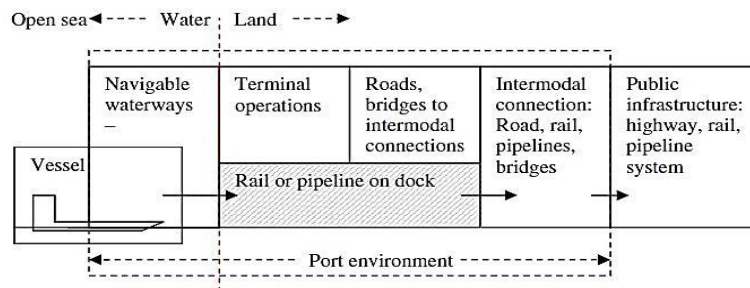 Open sea
Water
Land
Navigable
waterways
–
Terminal
operations
Roads,
bridges to
intermodal
connections
Intermodal
connection:
Road, rail,
pipelines,
bridges
Public
infrastructure:
highway, rail,
pipeline
system
Vessel
Rail or pipeline on dock
Port environment